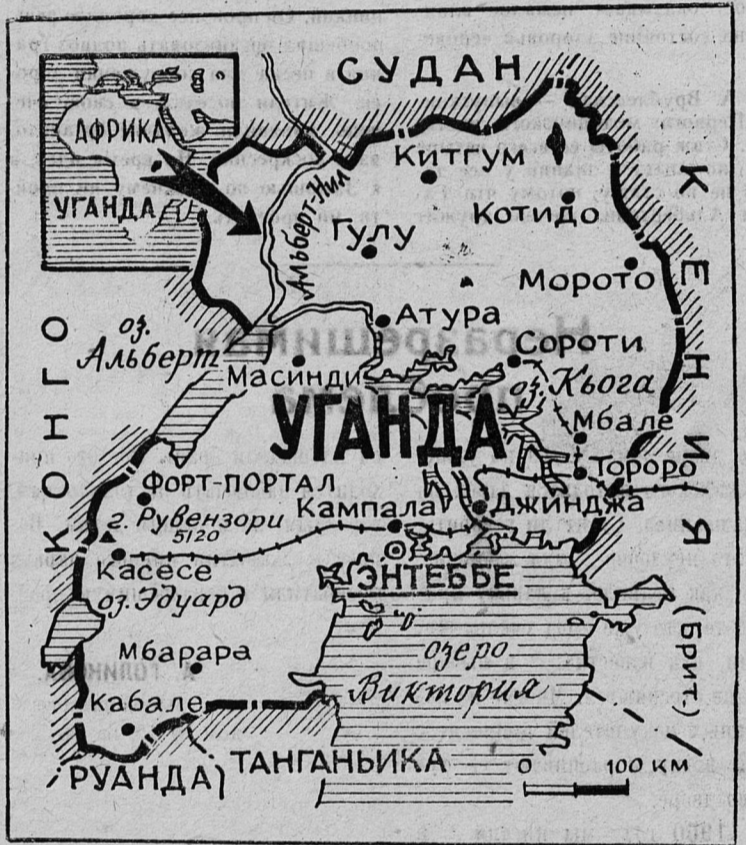 СУДАН
АФРИКА
УГАНДА
Альберт-Нил
Китгум
Котидо
Гулу
Морото
КЕНИЯ
(Брит.)
КОНГО
оз.
Альберт
Атура
Масинди
Сороти
оз. Кьога
УГАНДА
Мбале
Тороро
ФОРТ-ПОРТАЛ
Кампала
Джинджа
г. Рувензори
5120
ЭНТЕББЕ
Касесе
оз. Эдуард
Мбарара
Кабале
озеро
Виктория
РУАНДА
ТАНГАНЬИКА
0 100 км